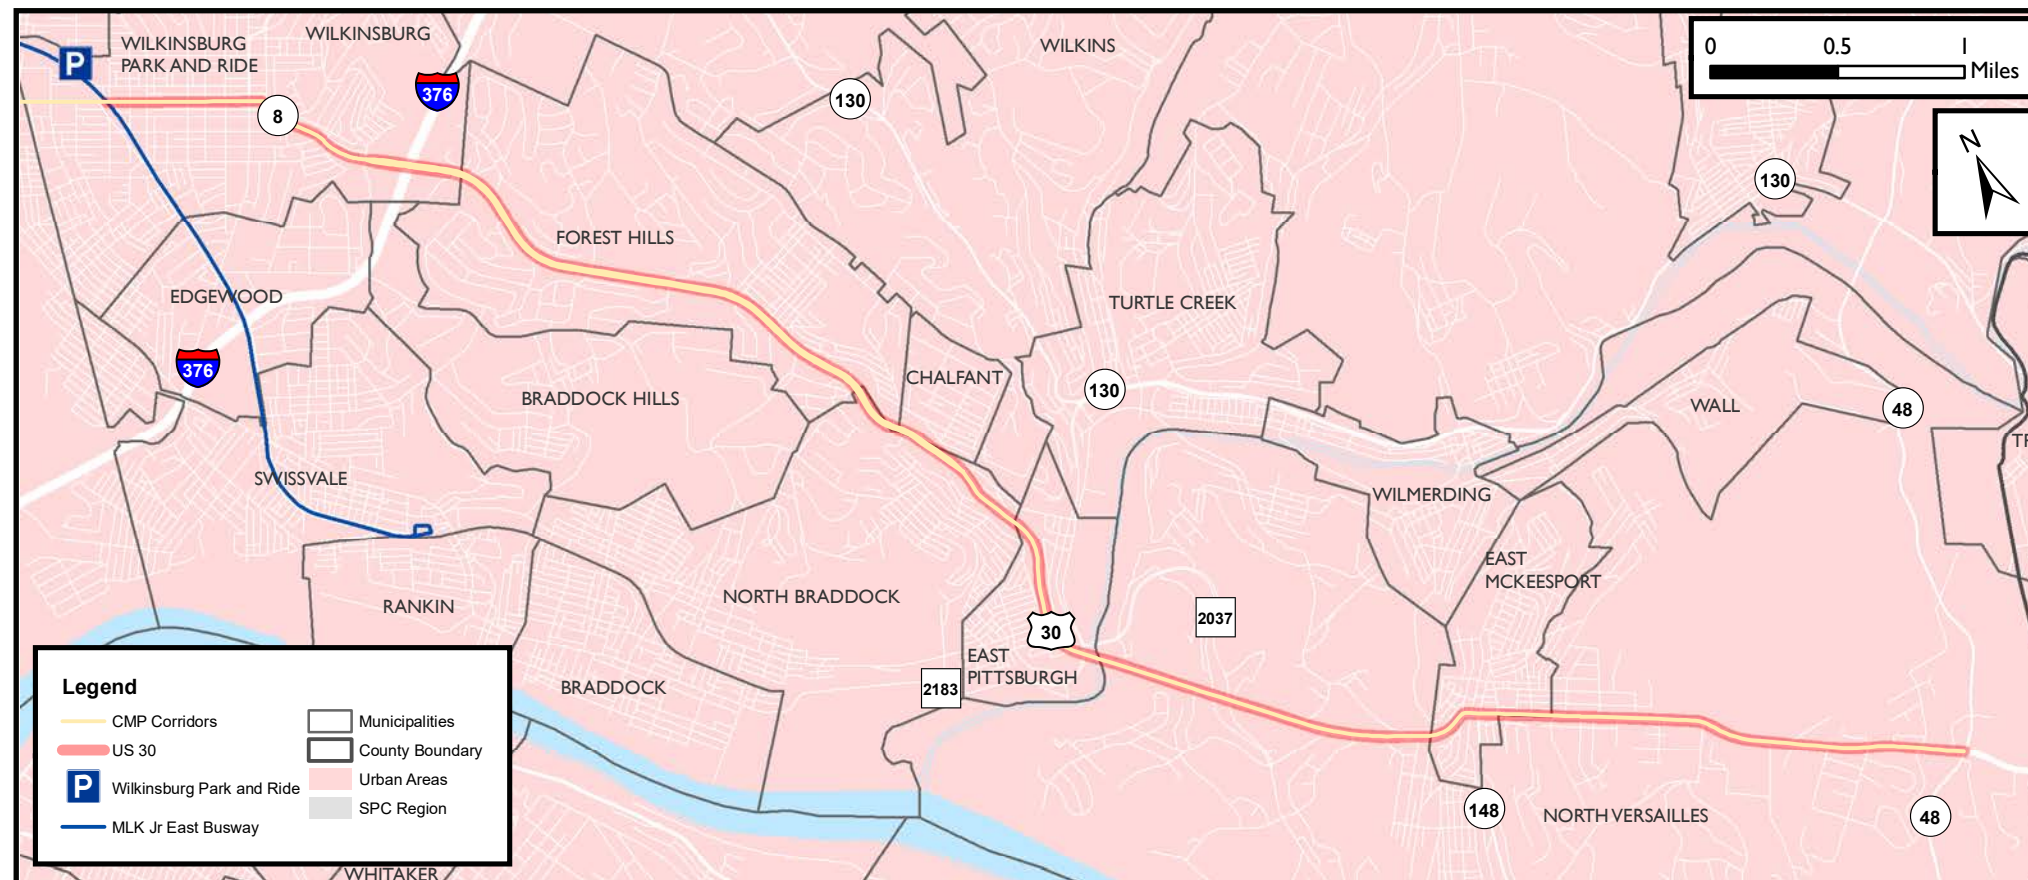 WILKINSBURG
PARK AND RIDE
WILKINSBURG
WILKINS
0 0.5 1
Miles
N
P
376
8
130
130
FOREST HILLS
EDGEWOOD
TURTLE CREEK
376
CHALFANT
130
BRADDOCK HILLS
WALL
48
SWISSVALE
WILMERDING
EAST
MCKEESPORT
RANKIN
NORTH BRADDOCK
2037
30
EAST
PITTSBURGH
2183
BRADDOCK
148
NORTH VERSAILLES
48
WHITAKER
Legend
CMP Corridors
US 30
P Wilkinsburg Park and Ride
MLK Jr East Busway
Municipalities
County Boundary
Urban Areas
SPC Region